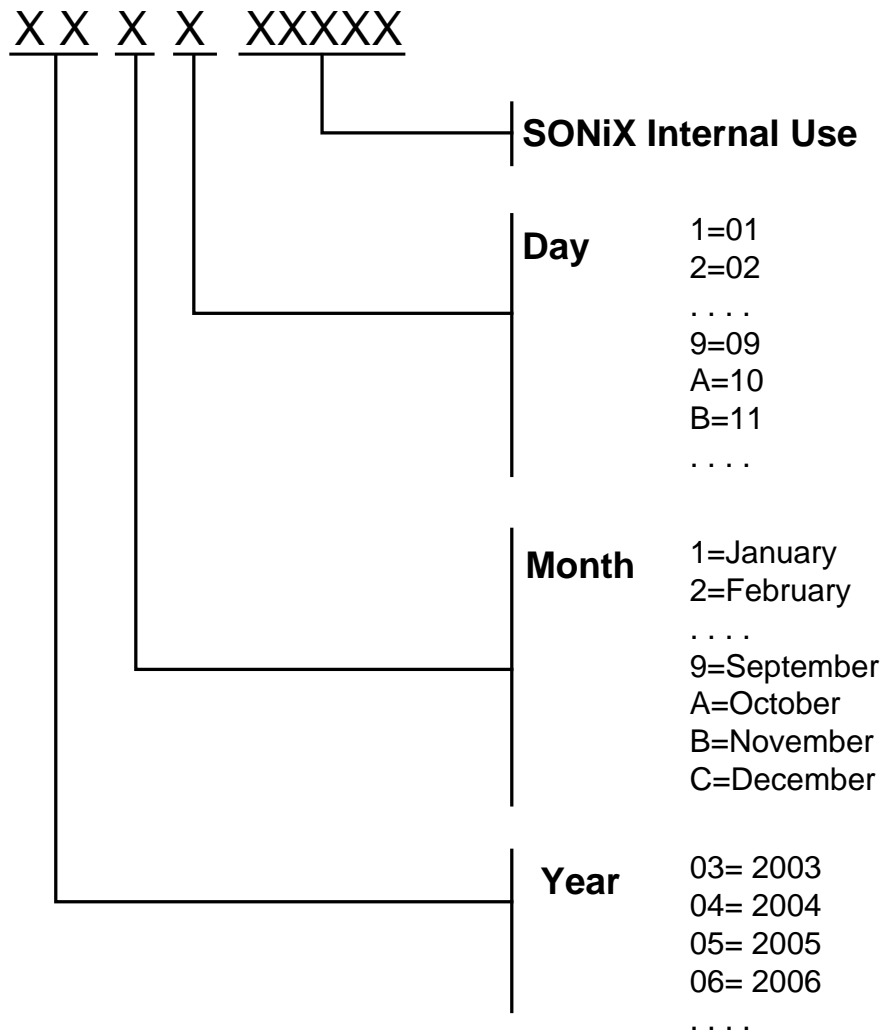 X X X X XXXXX
SONiX Internal Use
Day
1=01
2=02
. . . .
9=09
A=10
B=11
. . . .
Month
1=January
2=February
. . . .
9=September
A=October
B=November
C=December
Year
03= 2003
04= 2004
05= 2005
06= 2006
. . . .